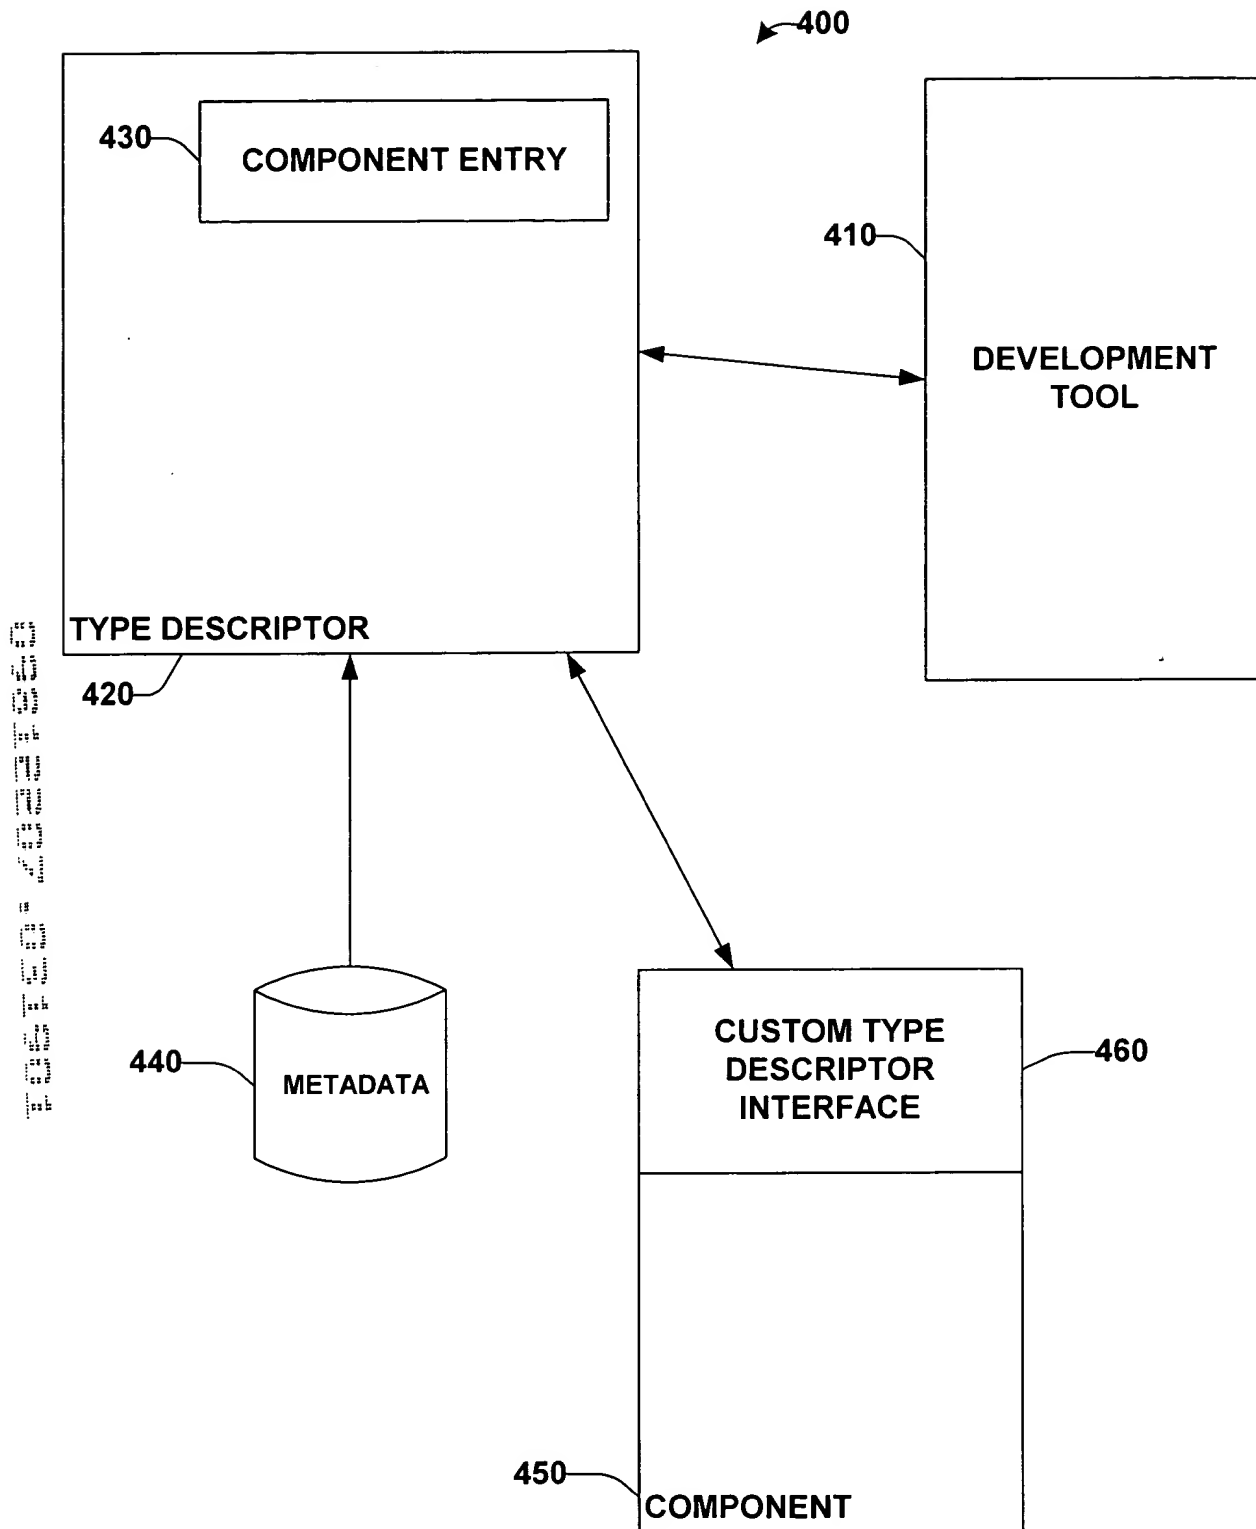 400
430
COMPONENT ENTRY
410
DEVELOPMENT
TOOL
TYPE DESCRIPTOR
420
440
METADATA
CUSTOM TYPE
DESCRIPTOR
INTERFACE
460
450
COMPONENT